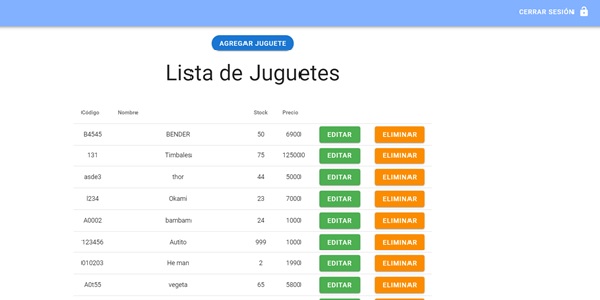 CERRAR SESIÓN
AGREGAR JUGUETE
Lista de Juguetes
Código Nombre Stock Precio
B4545 BENDER 50 6900 EDITAR ELIMINAR
131 Timbales 75 125000 EDITAR ELIMINAR
asde3 thor 44 5000 EDITAR ELIMINAR
I234 Okami 23 7000 EDITAR ELIMINAR
A0002 bambam 24 1000 EDITAR ELIMINAR
123456 Autito 999 1000 EDITAR ELIMINAR
010203 He man 2 1990 EDITAR ELIMINAR
A0t55 vegeta 65 5800 EDITAR ELIMINAR